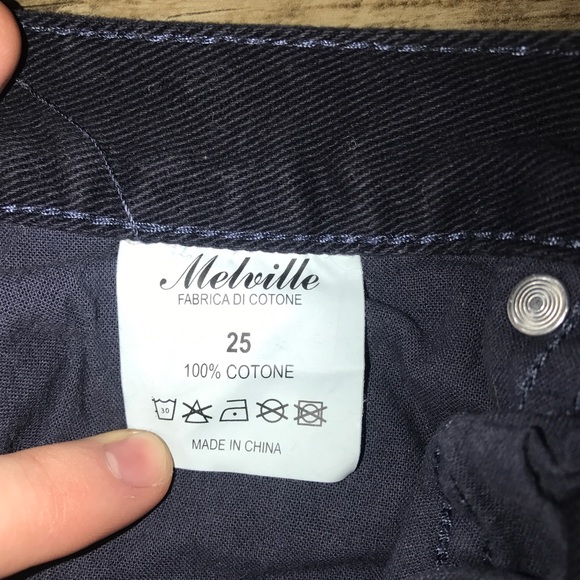 Melville
FABRICA DI COTONE
25
100% COTONE
30
MADE IN CHINA